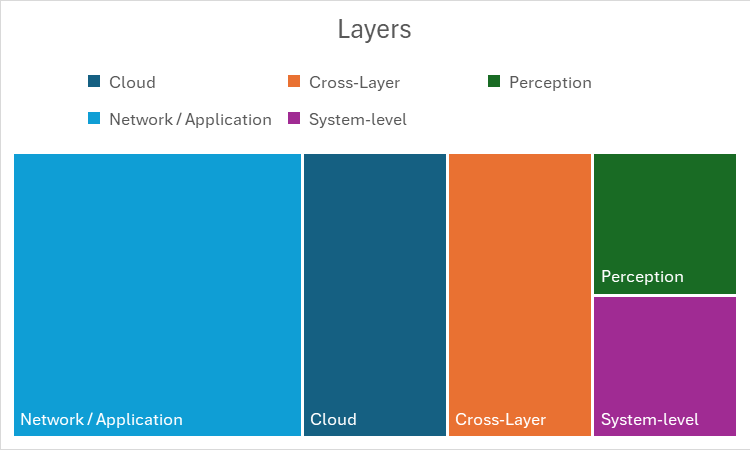 Layers
Cloud
Cross-Layer
Perception
Network / Application
System-level
Perception
Network / Application
Cloud
Cross-Layer
System-level